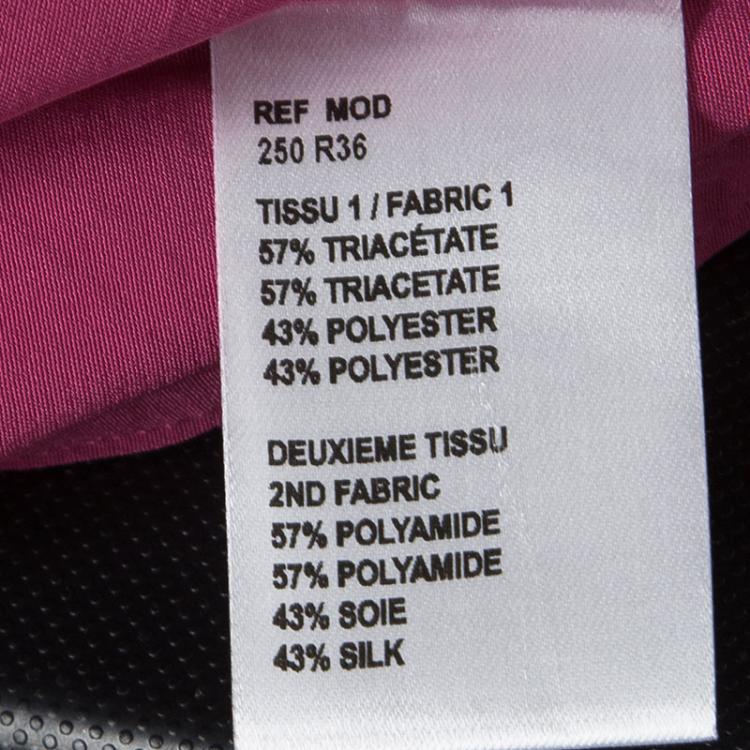 REF MOD
250 R36
TISSU 1 / FABRIC 1
57% TRIACÉTATE
57% TRIACETATE
43% POLYESTER
43% POLYESTER
DEUXIEME TISSU
2ND FABRIC
57% POLYAMIDE
57% POLYAMIDE
43% SOIE
43% SILK